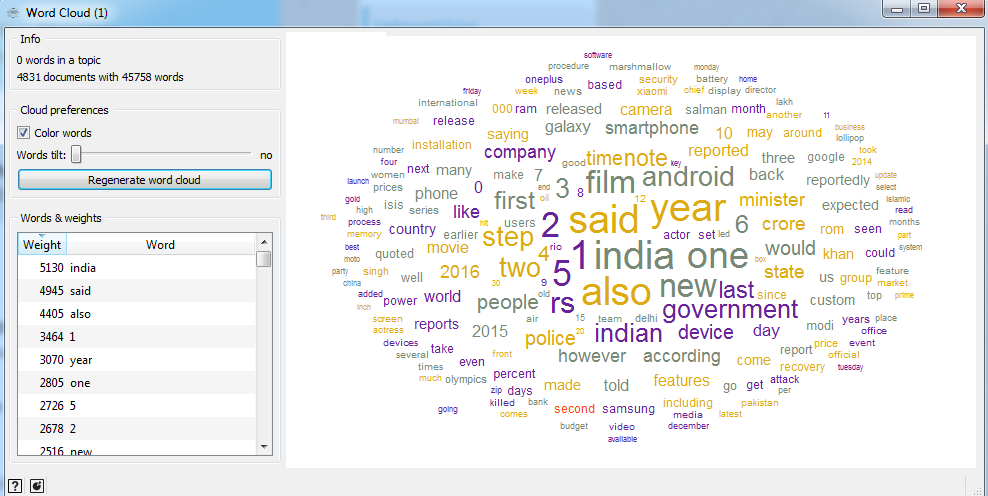 Word Cloud (1)
Info
0 words in a topic
4831 documents with 45758 words
Cloud preferences
Color words
Words tilt: no
Regenerate word cloud
Words & weights
Weight Word
5130 india
4945 said
4405 also
3464 1
3070 year
2805 one
2726 5
2678 2
2516 new
software
procedure marshmallow monday
oneplus based security battery home
friday week news xiaomi chief display director
international 000 ram released camera salman month lakh
another 11
mumbai release saying galaxy smartphone 10 may around business
lollipop
number installation company good time note key reported three google took
four next many make 7 back reportedly 2014 update
women
launch prices phone 0 end 3 8 film android minister select
gold isis oil 12 islamic
high series like first 2 said year 6 crore expected read
third process country users hit rom seen months
memory earlier step 4 rio 1 india one actor set led would khan part
best movie quoted box could system
most
party singh 2016 two 5 new state us group feature
china well 30 9 also last since market
added power world people old rs government custom top prime
inch
screen reports 2015 air 15 team delhi device day modi years place
actress police 20 indian office
devices take report price event
several even front however according come recovery official
times percent tuesday
much olympics made told features go get attack
zip days per
killed bank second samsung including pakistan
going comes media latest
budget video december
available